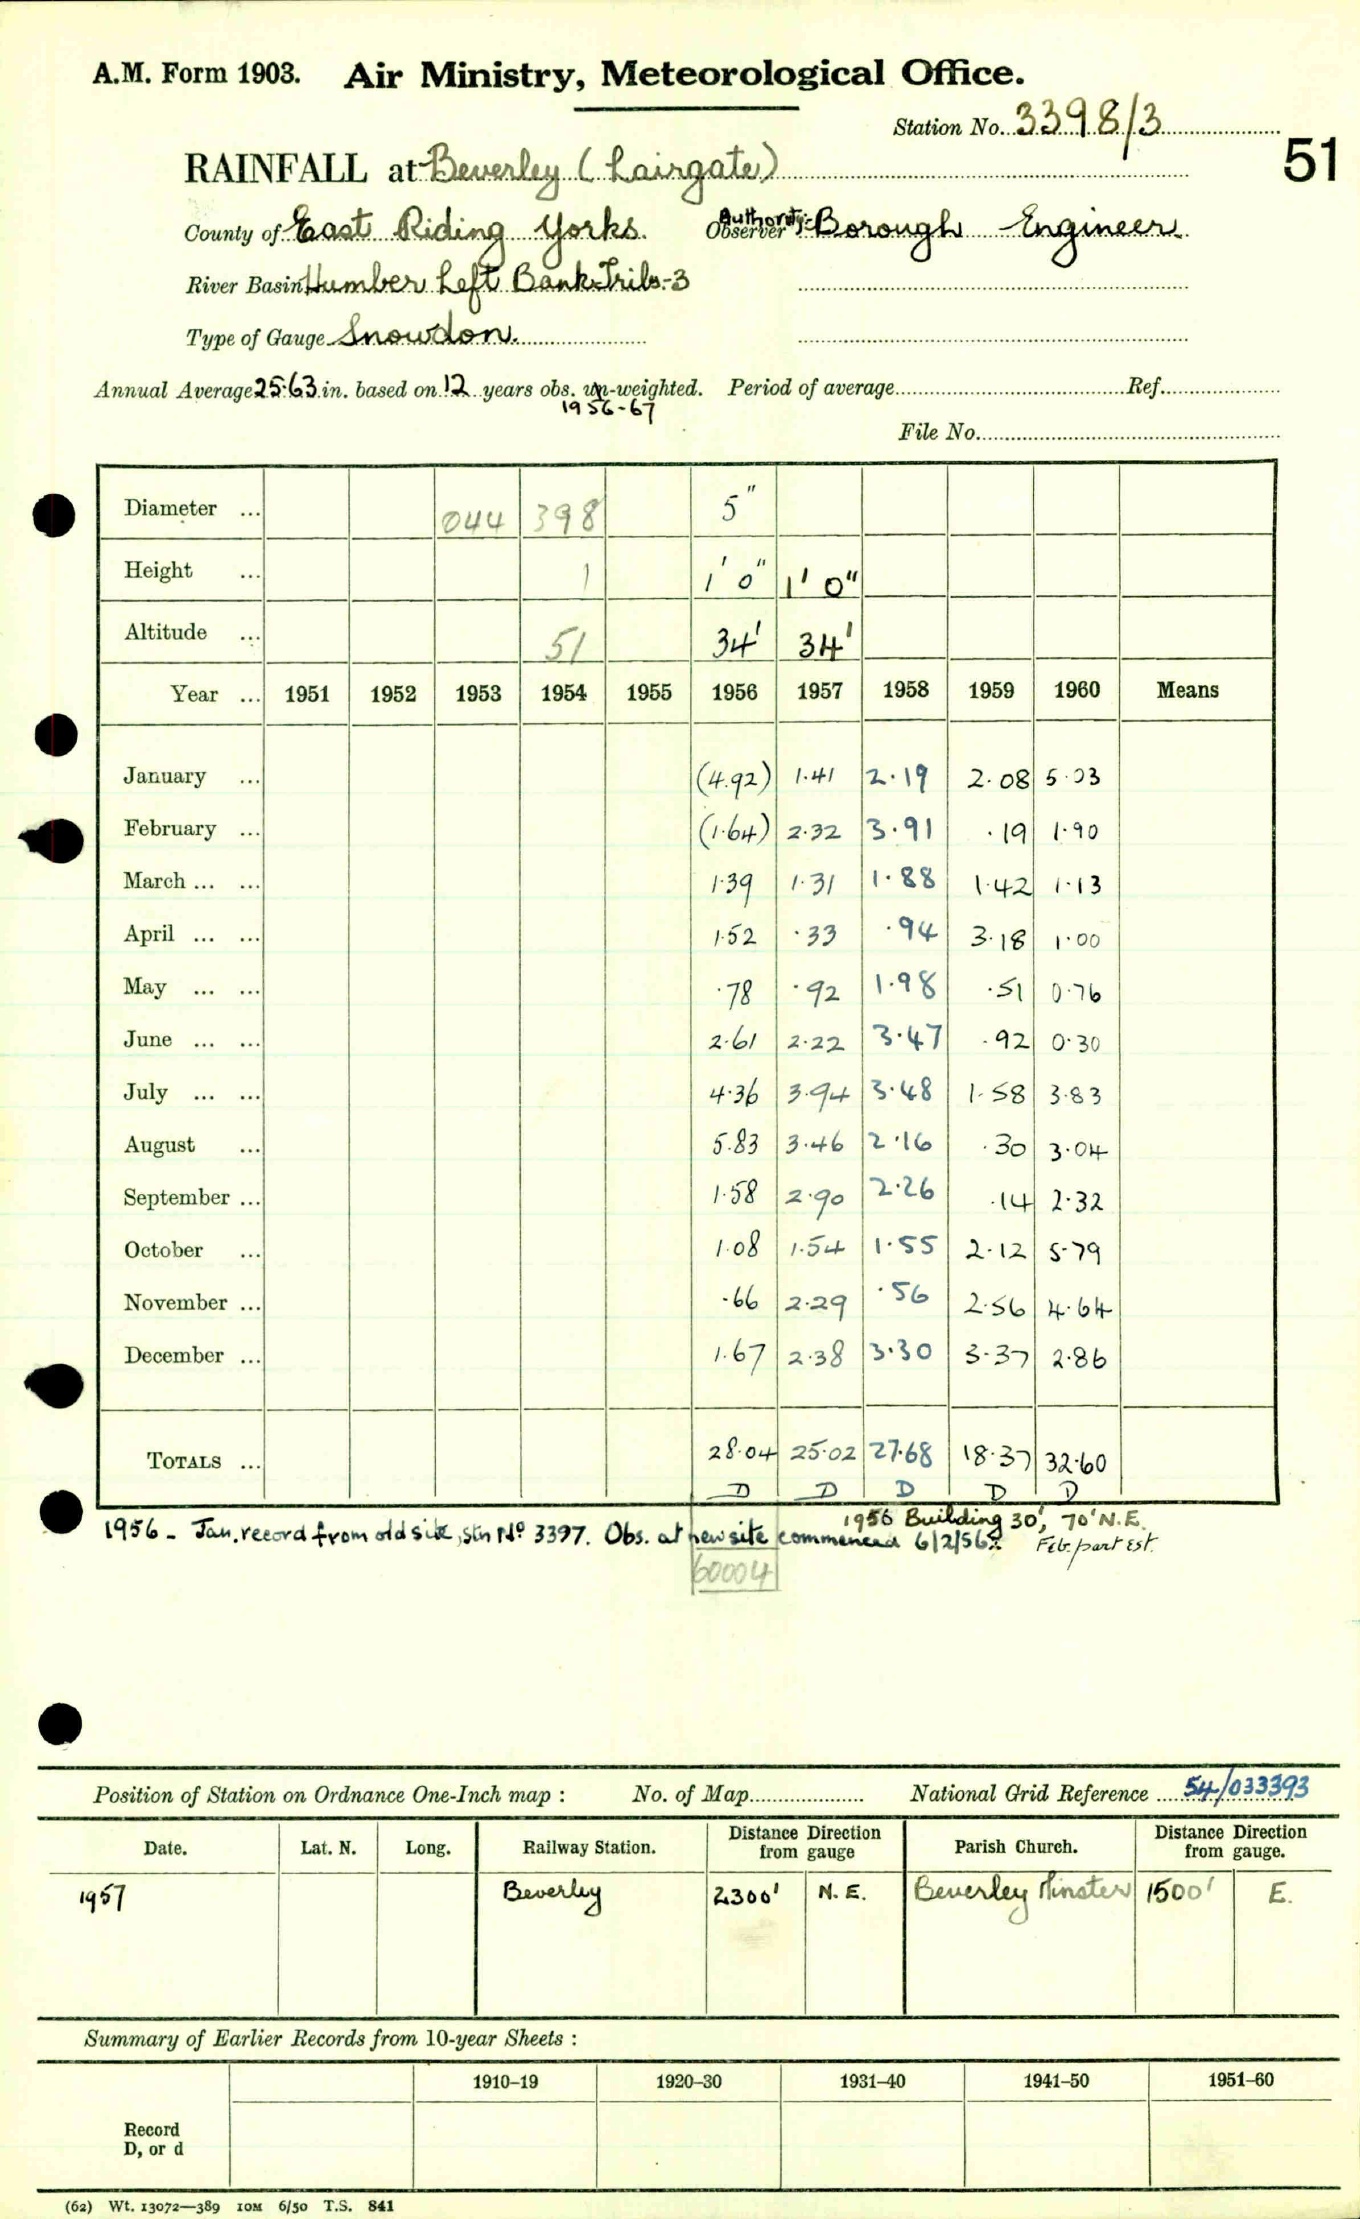 A.M. Form 1903. Air Ministry, Meteorological Office.
Station No. 3398/3
51
RAINFALL at Beverley (Lairgate)
County of East Riding Yorks. Observer Authority:- Borough Engineer.
River Basin Humber Left Bank Tribs-3
Type of Gauge Snowdon.
Annual Average 25.63 in. based on 12 years obs. un-weighted. Period of average Ref.
1956-67
File No.
Diameter ... 044 398 5"
Height ... 1 1' 0" 1' 0"
Altitude ... 51 34' 34'
Year ... 1951 1952 1953 1954 1955 1956 1957 1958 1959 1960 Means
January ... (4.92) 1.41 2.19 2.08 5.03
February ... (1.64) 2.32 3.91 .19 1.90
March ... ... 1.39 1.31 1.88 1.42 1.13
April ... ... 1.52 .33 .94 3.18 1.00
May ... ... .78 .92 1.98 .51 0.76
June ... ... 2.61 2.22 3.47 .92 0.30
July ... ... 4.36 3.94 3.48 1.58 3.83
August ... 5.83 3.46 2.16 .30 3.04
September ... 1.58 2.90 2.26 .14 2.32
October ... 1.08 1.54 1.55 2.12 5.79
November ... .66 2.29 .56 2.56 4.64
December ... 1.67 2.38 3.30 3.37 2.86
TOTALS ... 28.04 25.02 27.68 18.37 32.60
D D D D D
1956 Building 30', 70' N.E.
1956 - Jan. record from old site, stn No 3397. Obs. at new site commenced 6/2/56. Feb. part est.
60004
Position of Station on Ordnance One-Inch map : No. of Map National Grid Reference 54/033393
Date. Lat. N. Long. Railway Station. Distance Direction from gauge Parish Church. Distance Direction from gauge.
1957 Beverley 2300' N.E. Beverley Minster 1500' E.
Summary of Earlier Records from 10-year Sheets :
1910–19 1920–30 1931–40 1941–50 1951–60
Record
D, or d
(62) Wt. 13072—389 10M 6/50 T.S. 841